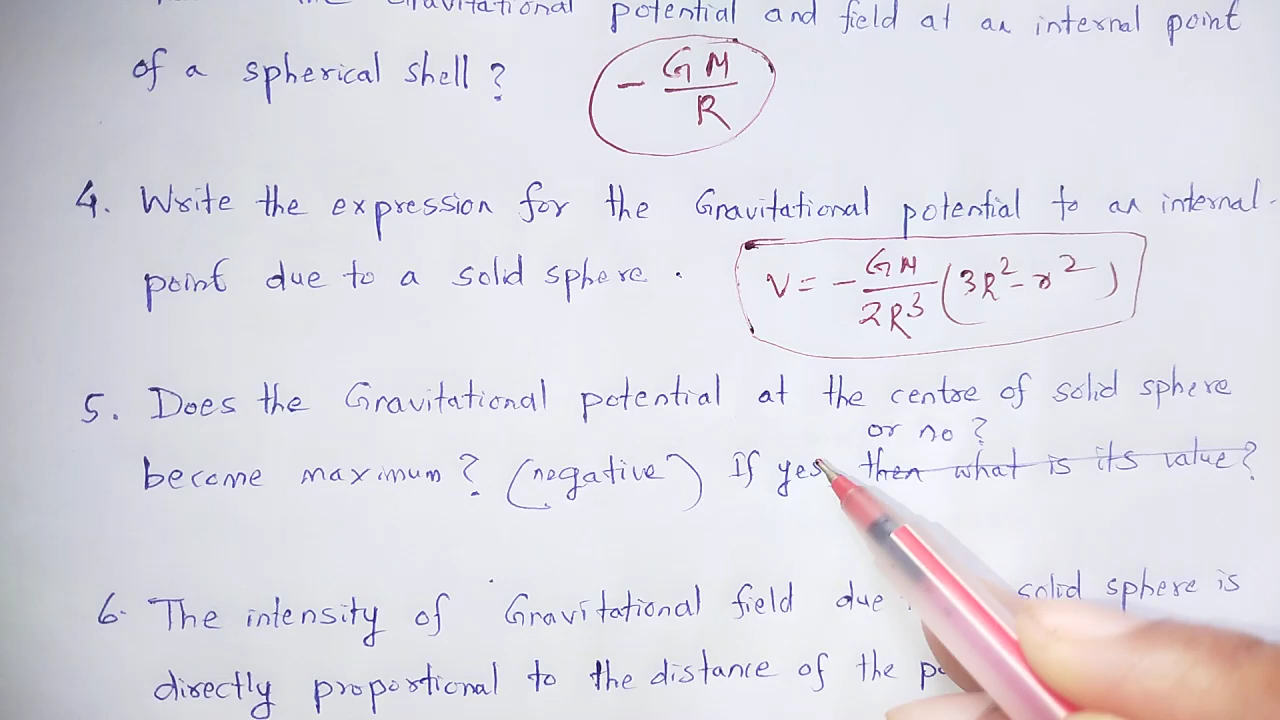 Gravitational potential and field at an internal point
of a spherical shell ? - GM/R
4. Write the expression for the Gravitational potential to an internal -
point due to a solid sphere . V = - GM/2R³ (3R² - r²)
5. Does the Gravitational potential at the centre of solid sphere
or no ?
become maximum ? (negative) If yes then what is its value ?
6. The intensity of Gravitational field due solid sphere is
directly proportional to the distance of the